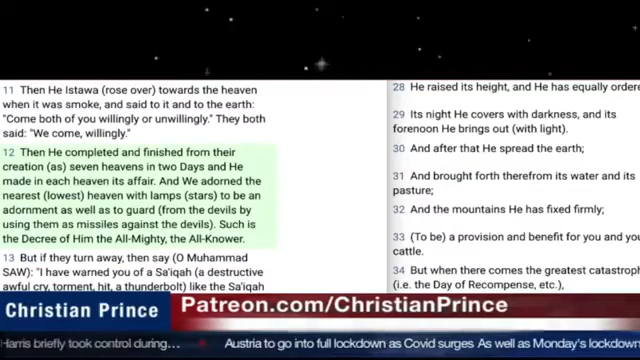 11 Then He Istawa (rose over) towards the heaven
when it was smoke, and said to it and to the earth:
"Come both of you willingly or unwillingly." They both
said: "We come, willingly."
12 Then He completed and finished from their
creation (as) seven heavens in two Days and He
made in each heaven its affair. And We adorned the
nearest (lowest) heaven with lamps (stars) to be an
adornment as well as to guard (from the devils by
using them as missiles against the devils). Such is
the Decree of Him the All-Mighty, the All-Knower.
13 But if they turn away, then say (O Muhammad
SAW): "I have warned you of a Sa'iqah (a destructive
awful cry, torment, hit, a thunderbolt) like the Sa'iqah
28 He raised its height, and He has equally ordere
29 Its night He covers with darkness, and its
forenoon He brings out (with light).
30 And after that He spread the earth;
31 And brought forth therefrom its water and its
pasture;
32 And the mountains He has fixed firmly;
33 (To be) a provision and benefit for you and you
cattle.
34 But when there comes the greatest catastroph
(i.e. the Day of Recompense, etc.),
Christian Prince
Patreon.com/ChristianPrince
Harris briefly took control during...
Austria to go into full lockdown as Covid surges As well as Monday's lockdown